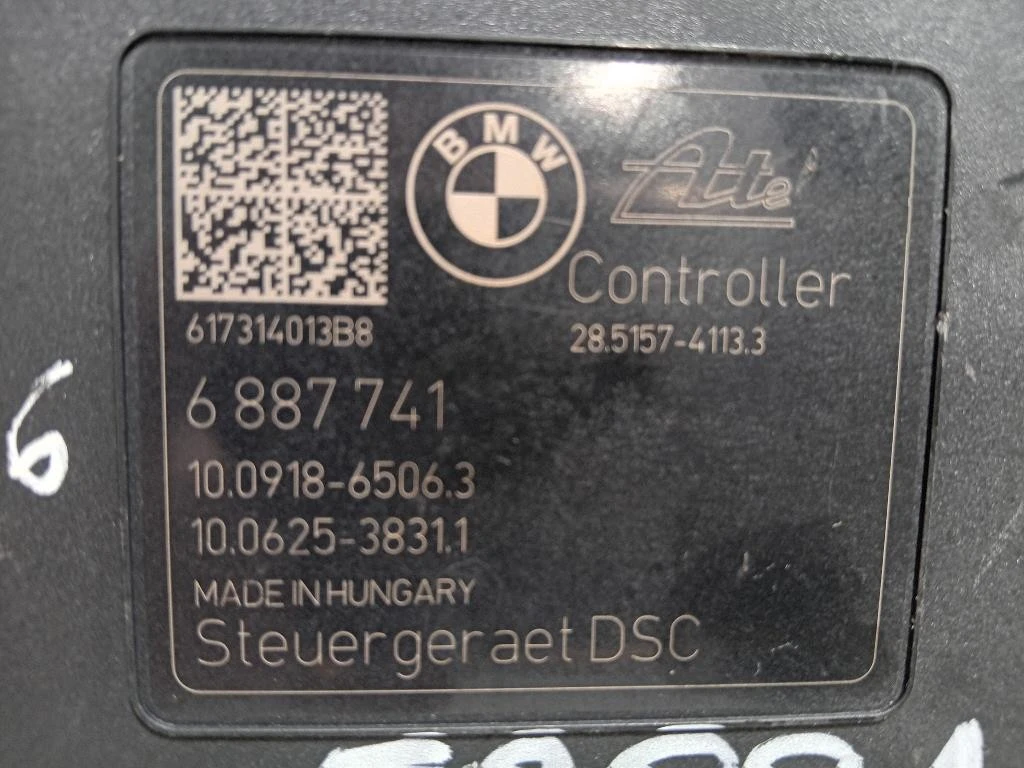 BMW
Ate
Controller
617314013B8
28.5157-4113.3
6 887 741
10.0918-6506.3
10.0625-3831.1
MADE IN HUNGARY
Steuergeraet DSC
6